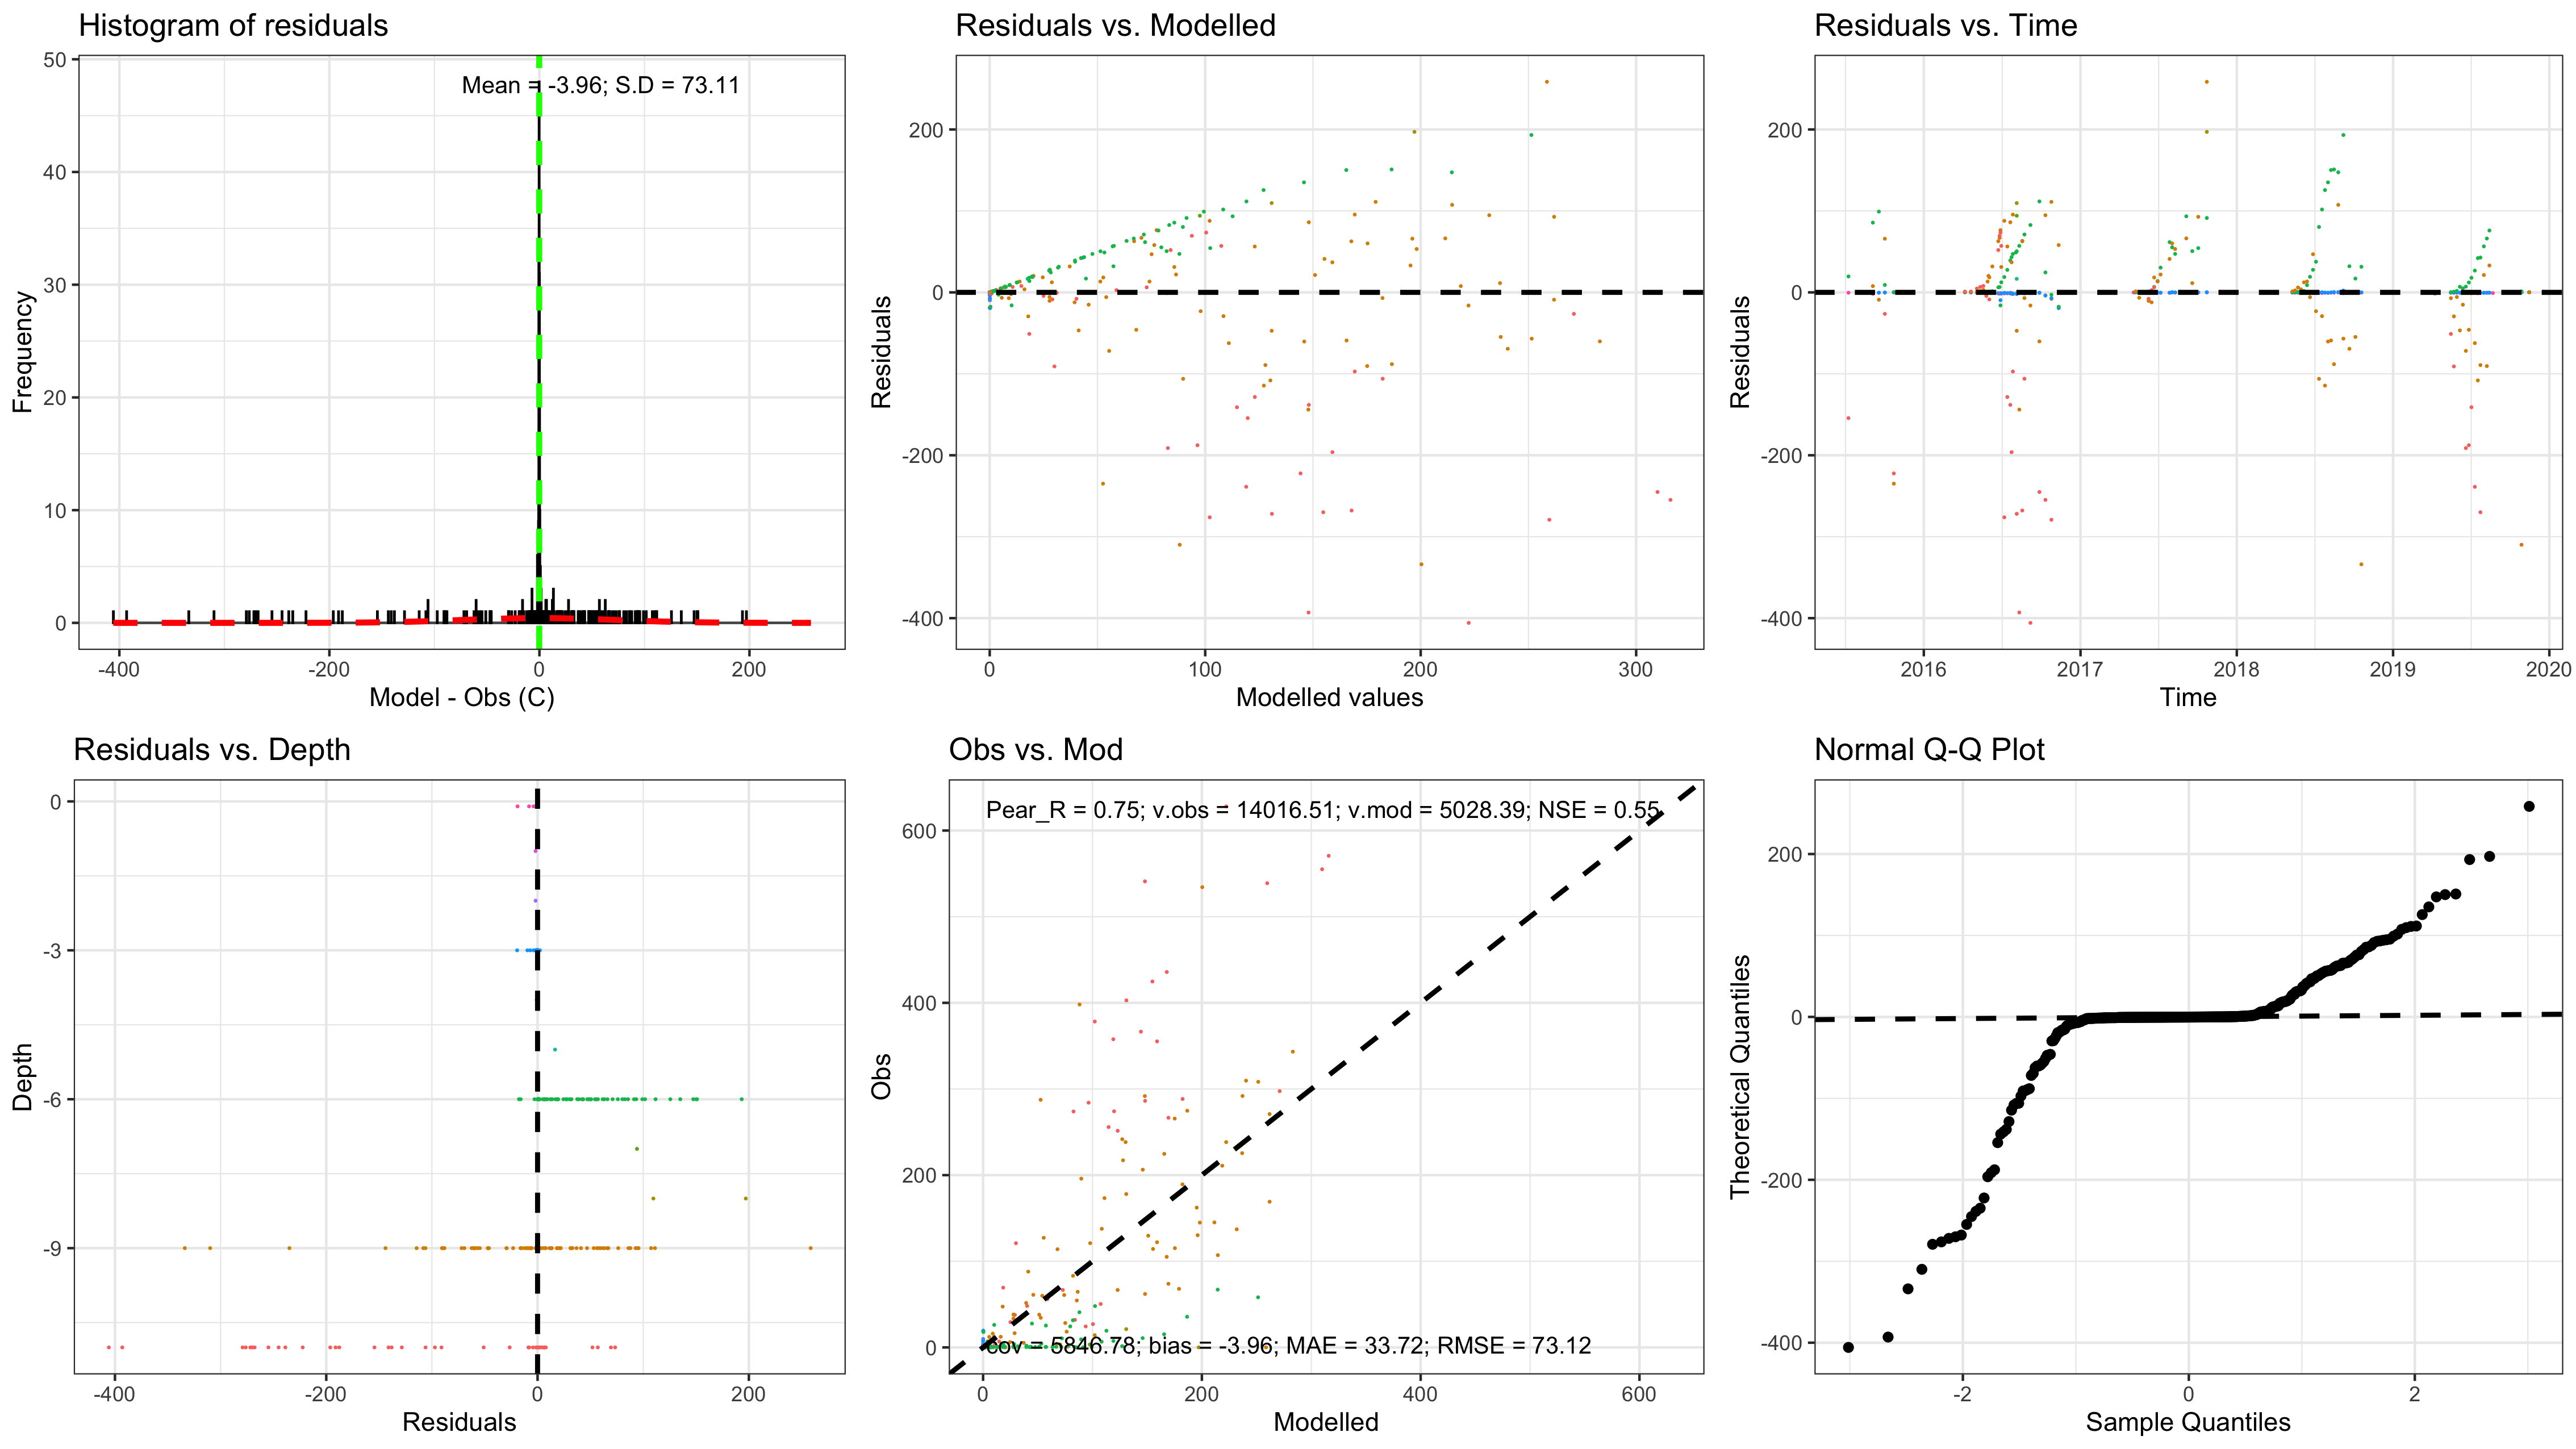 Histogram of residuals
50
40
30
20
10
0
Frequency
Mean = -3.96; S.D = 73.11
-400
-200
0
200
Model - Obs (C)
Residuals vs. Modelled
200
0
-200
-400
Residuals
0
100
200
300
Modelled values
Residuals vs. Time
200
0
-200
-400
Residuals
2016
2017
2018
2019
2020
Time
Residuals vs. Depth
0
-3
-6
-9
Depth
-400
-200
0
200
Residuals
Obs vs. Mod
Pear_R = 0.75; v.obs = 14016.51; v.mod = 5028.39; NSE = 0.55
600
400
200
0
Obs
cov = 5846.78; bias = -3.96; MAE = 33.72; RMSE = 73.12
0
200
400
600
Modelled
Normal Q-Q Plot
200
0
-200
-400
Theoretical Quantiles
-2
0
2
Sample Quantiles